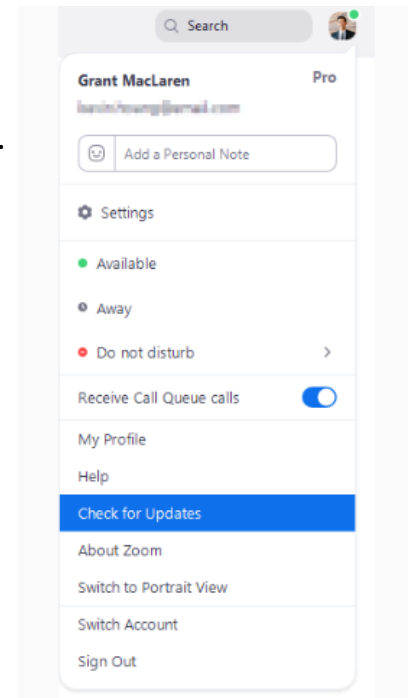 Search
Grant MacLaren Pro
Add a Personal Note
Settings
Available
Away
Do not disturb
Receive Call Queue calls
My Profile
Help
Check for Updates
About Zoom
Switch to Portrait View
Switch Account
Sign Out